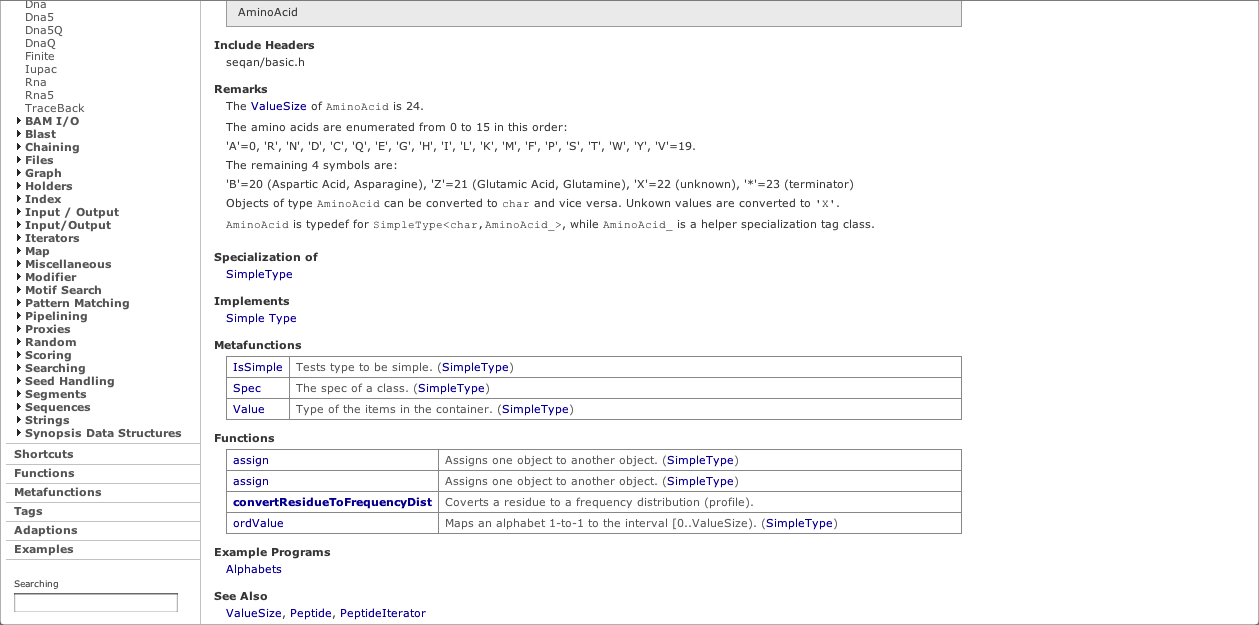 Dna
Dna5
Dna5Q
DnaQ
Finite
Iupac
Rna
Rna5
TraceBack
BAM I/O
Blast
Chaining
Files
Graph
Holders
Index
Input / Output
Input/Output
Iterators
Map
Miscellaneous
Modifier
Motif Search
Pattern Matching
Pipelining
Proxies
Random
Scoring
Searching
Seed Handling
Segments
Sequences
Strings
Synopsis Data Structures
Shortcuts
Functions
Metafunctions
Tags
Adaptions
Examples
Searching
AminoAcid
Include Headers
seqan/basic.h
Remarks
The ValueSize of AminoAcid is 24.
The amino acids are enumerated from 0 to 15 in this order:
'A'=0, 'R', 'N', 'D', 'C', 'Q', 'E', 'G', 'H', 'I', 'L', 'K', 'M', 'F', 'P', 'S', 'T', 'W', 'Y', 'V'=19.
The remaining 4 symbols are:
'B'=20 (Aspartic Acid, Asparagine), 'Z'=21 (Glutamic Acid, Glutamine), 'X'=22 (unknown), '*'=23 (terminator)
Objects of type AminoAcid can be converted to char and vice versa. Unkown values are converted to 'X'.
AminoAcid is typedef for SimpleType<char,AminoAcid_>, while AminoAcid_ is a helper specialization tag class.
Specialization of
SimpleType
Implements
Simple Type
Metafunctions
IsSimple Tests type to be simple. (SimpleType)
Spec The spec of a class. (SimpleType)
Value Type of the items in the container. (SimpleType)
Functions
assign Assigns one object to another object. (SimpleType)
assign Assigns one object to another object. (SimpleType)
convertResidueToFrequencyDist Coverts a residue to a frequency distribution (profile).
ordValue Maps an alphabet 1-to-1 to the interval [0..ValueSize). (SimpleType)
Example Programs
Alphabets
See Also
ValueSize, Peptide, PeptideIterator